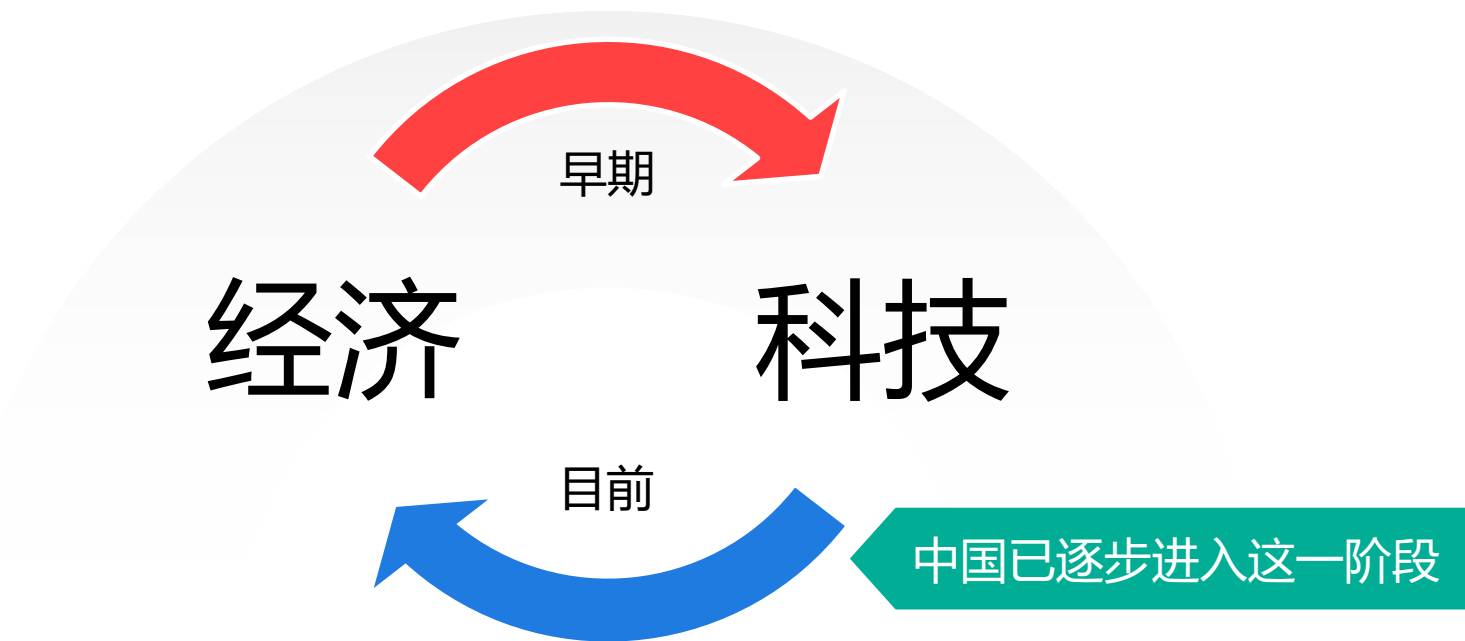 早期
经济
科技
目前
中国已逐步进入这一阶段